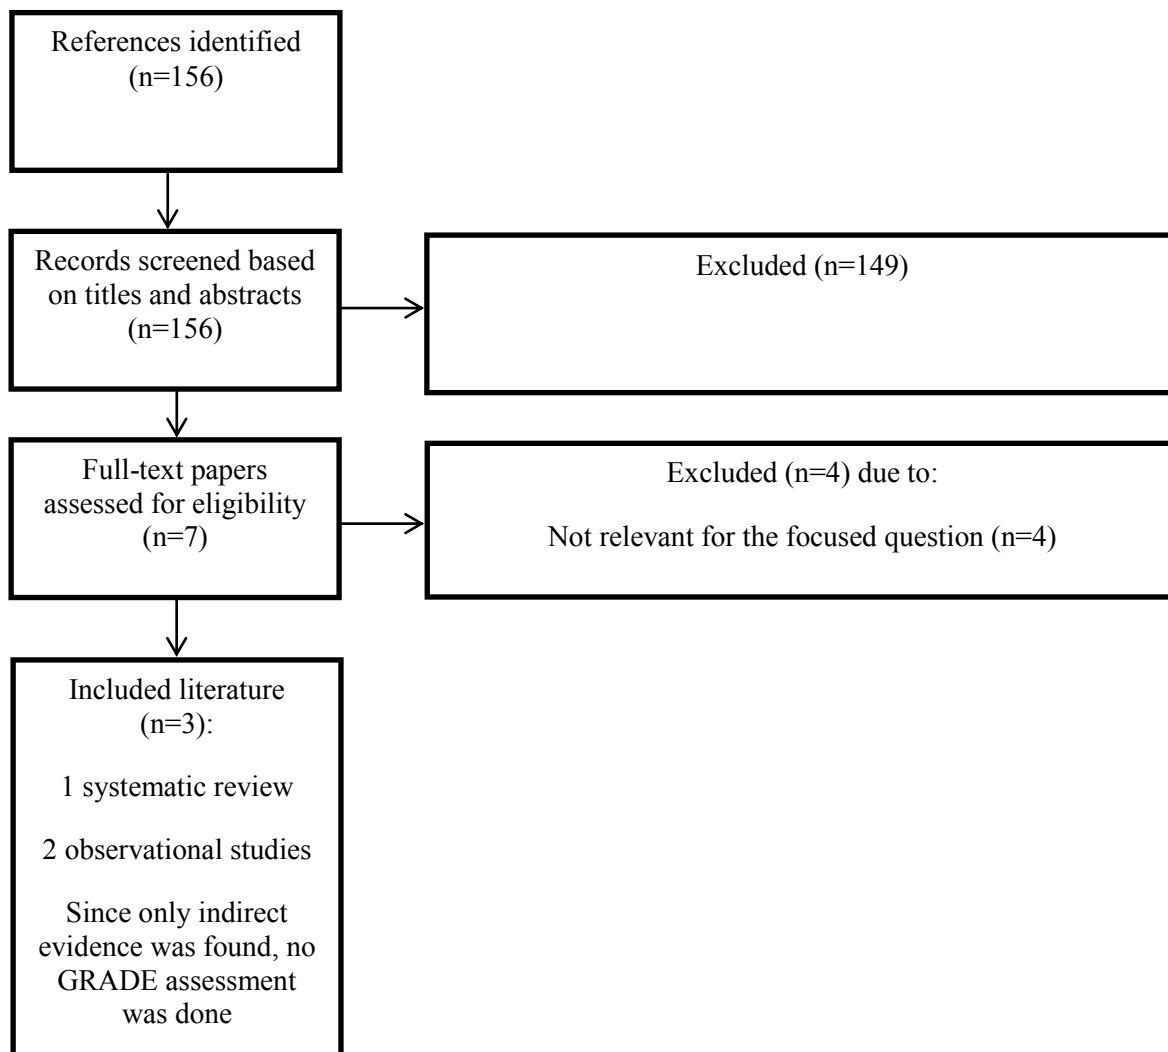 References identified
(n=156)
Records screened based
on titles and abstracts
(n=156)
Excluded (n=149)
Full-text papers
assessed for eligibility
(n=7)
Excluded (n=4) due to:
Not relevant for the focused question (n=4)
Included literature
(n=3):
1 systematic review
2 observational studies
Since only indirect
evidence was found, no
GRADE assessment
was done